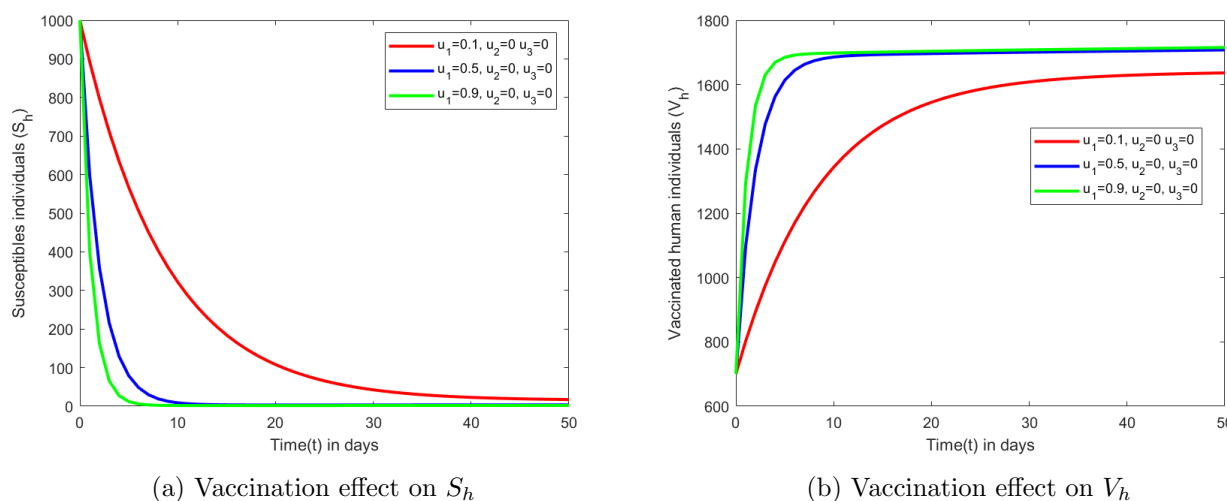 Susceptibles individuals (S_h)
1000
900
800
700
600
500
400
300
200
100
0
u_1=0.1, u_2=0 u_3=0
u_1=0.5, u_2=0, u_3=0
u_1=0.9, u_2=0, u_3=0
0 10 20 30 40 50
Time(t) in days
(a) Vaccination effect on S_h
Vaccinated human individuals (V_h)
1800
1600
1400
1200
1000
800
600
u_1=0.1, u_2=0 u_3=0
u_1=0.5, u_2=0, u_3=0
u_1=0.9, u_2=0, u_3=0
0 10 20 30 40 50
Time(t) in days
(b) Vaccination effect on V_h